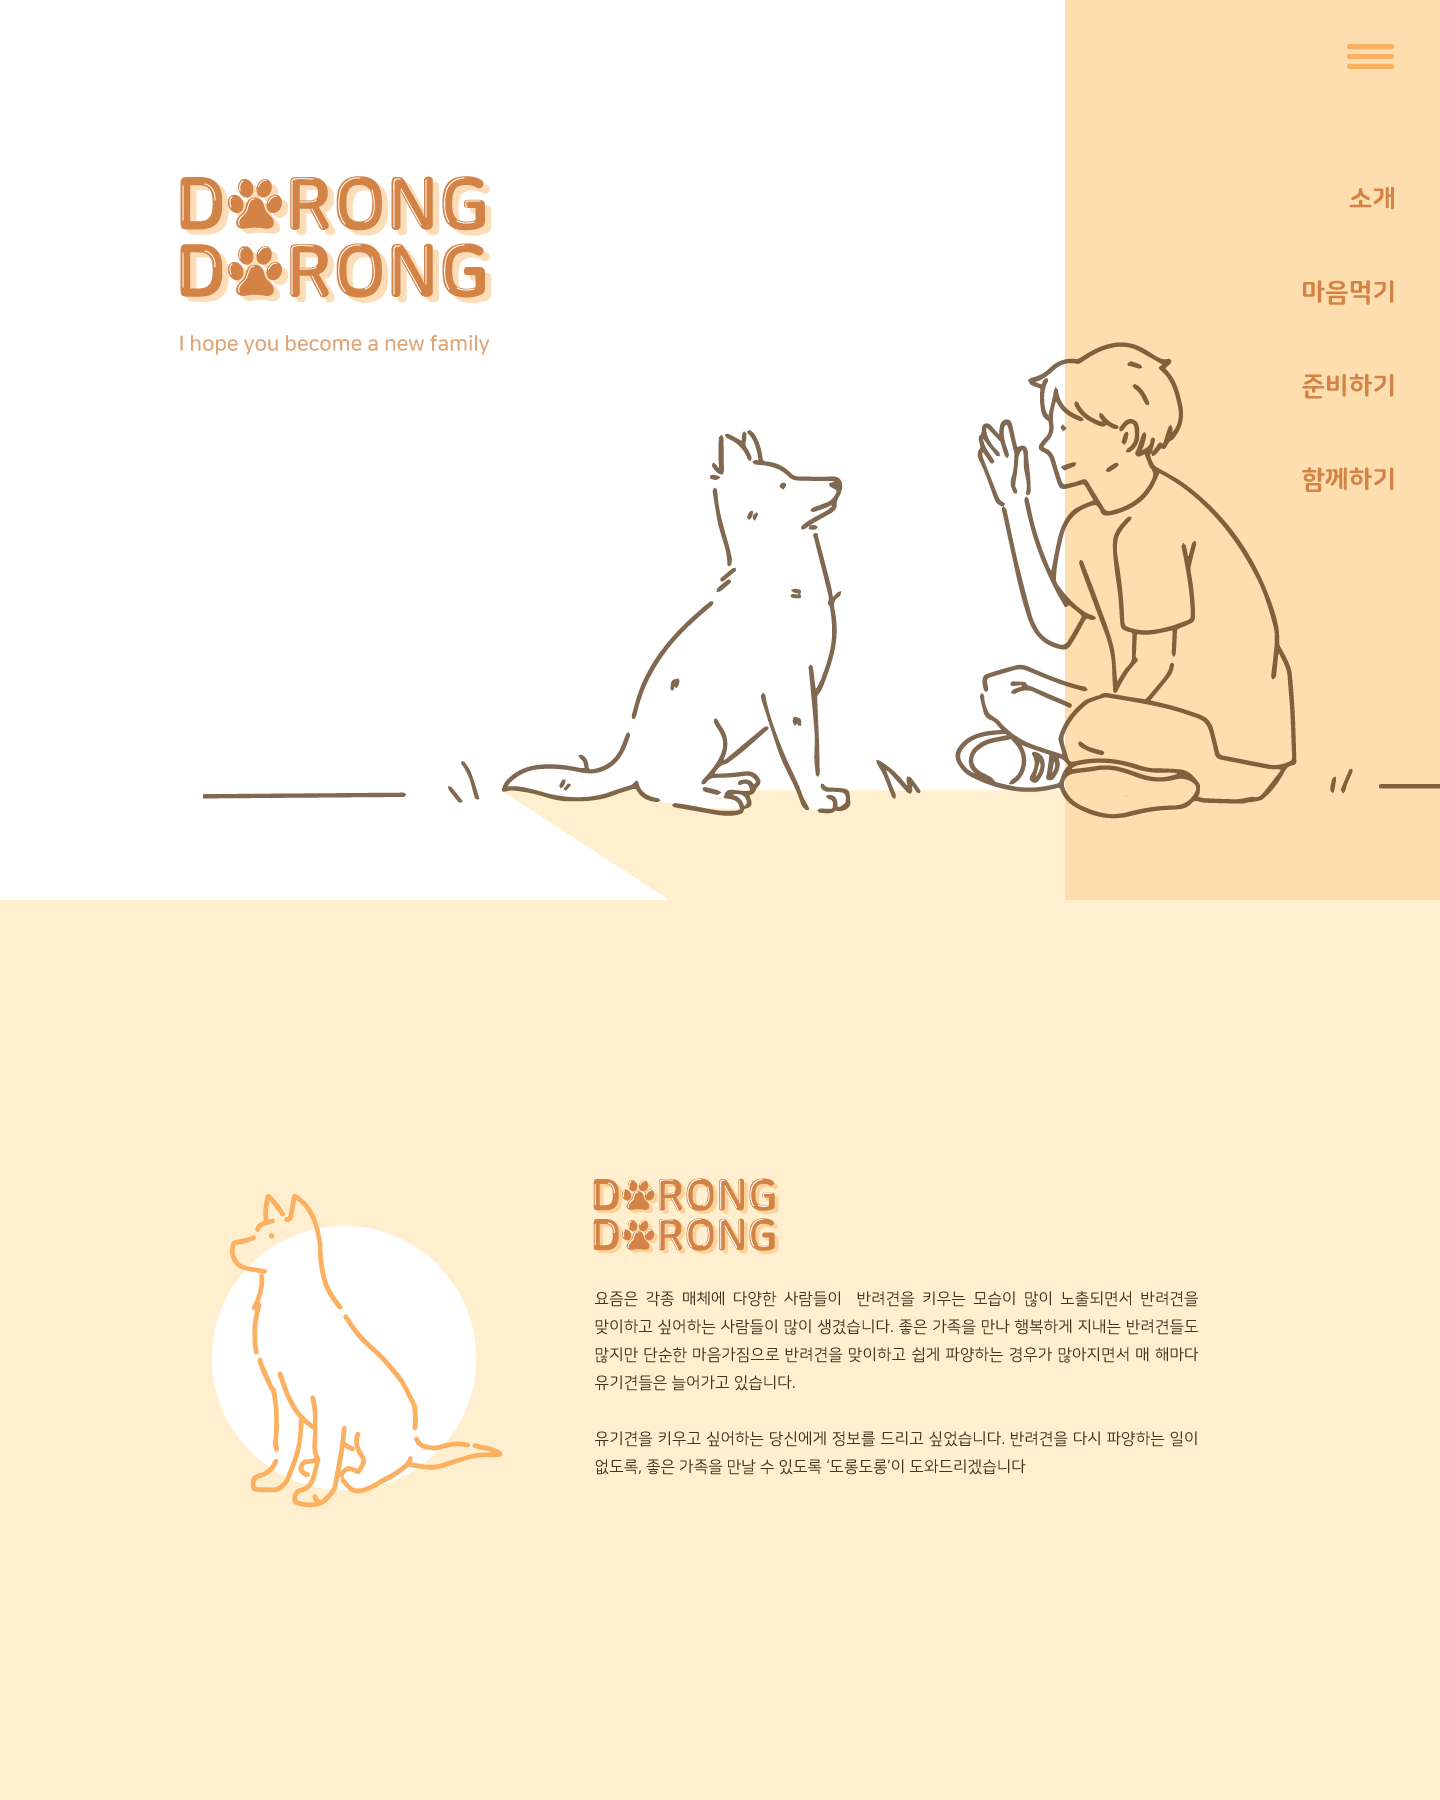 DORONG
DORONG
I hope you become a new family
소개
마음먹기
준비하기
함께하기
DORONG
DORONG
요즘은 각종 매체에 다양한 사람들이 반려견을 키우는 모습이 많이 노출되면서 반려견을
맞이하고 싶어하는 사람들이 많이 생겼습니다. 좋은 가족을 만나 행복하게 지내는 반려견들도
많지만 단순한 마음가짐으로 반려견을 맞이하고 쉽게 파양하는 경우가 많아지면서 매 해마다
유기견들은 늘어가고 있습니다.
유기견을 키우고 싶어하는 당신에게 정보를 드리고 싶었습니다. 반려견을 다시 파양하는 일이
없도록, 좋은 가족을 만날 수 있도록 ‘도롱도롱’이 도와드리겠습니다